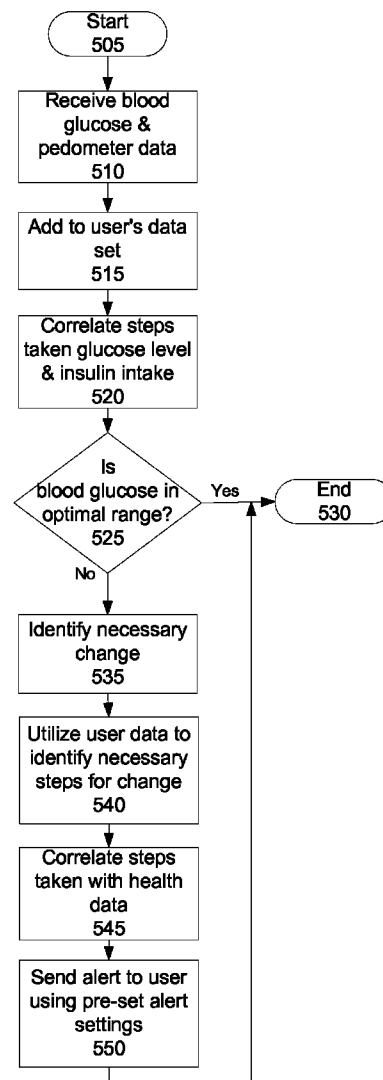 Start
505
Receive blood
glucose &
pedometer data
510
Add to user's data
set
515
Correlate steps
taken glucose level
& insulin intake
520
Is
blood glucose in
optimal range?
525
Yes
End
530
No
Identify necessary
change
535
Utilize user data to
identify necessary
steps for change
540
Correlate steps
taken with health
data
545
Send alert to user
using pre-set alert
settings
550